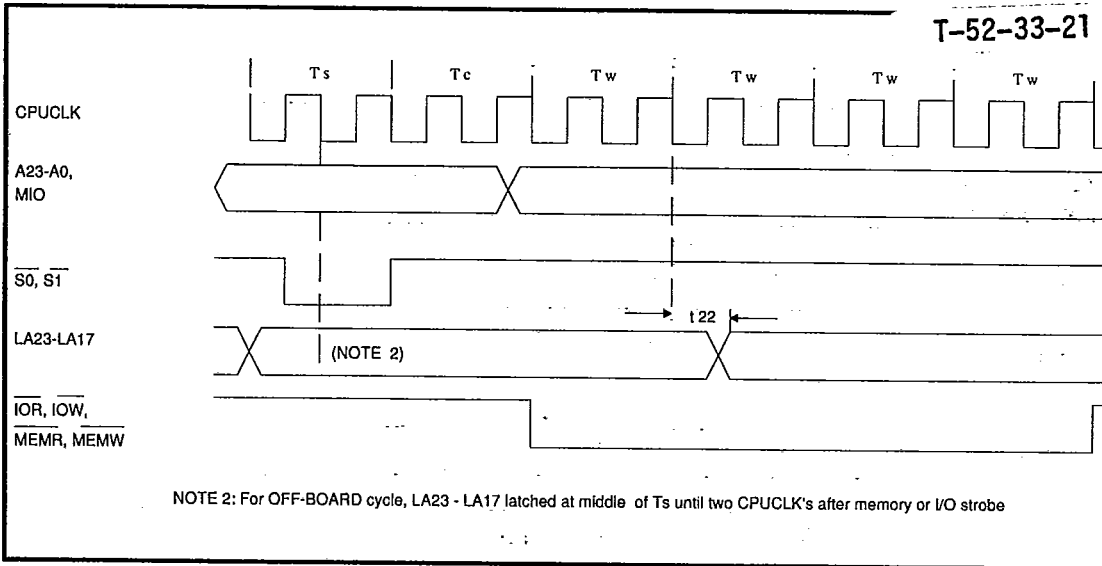 T-52-33-21
Ts Tc Tw Tw Tw Tw
CPUCLK
A23-A0,
MIO
S0, S1
t22
LA23-LA17
(NOTE 2)
IOR, IOW,
MEMR, MEMW
NOTE 2: For OFF-BOARD cycle, LA23 - LA17 latched at middle of Ts until two CPUCLK's after memory or I/O strobe